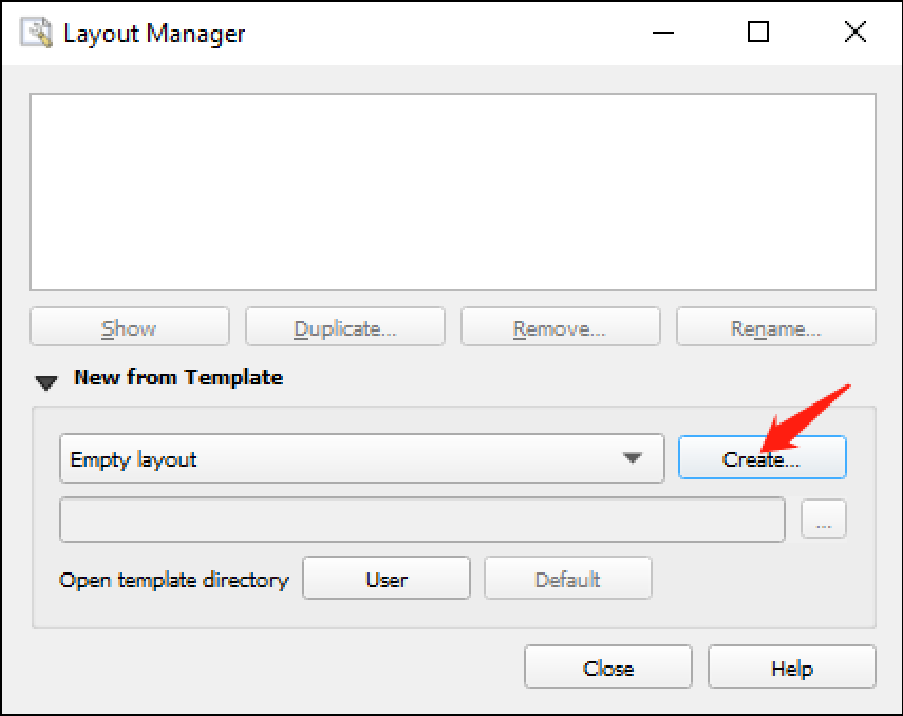 Layout Manager
Show Duplicate... Remove... Rename...
New from Template
Empty layout Create...
...
Open template directory User Default
Close Help